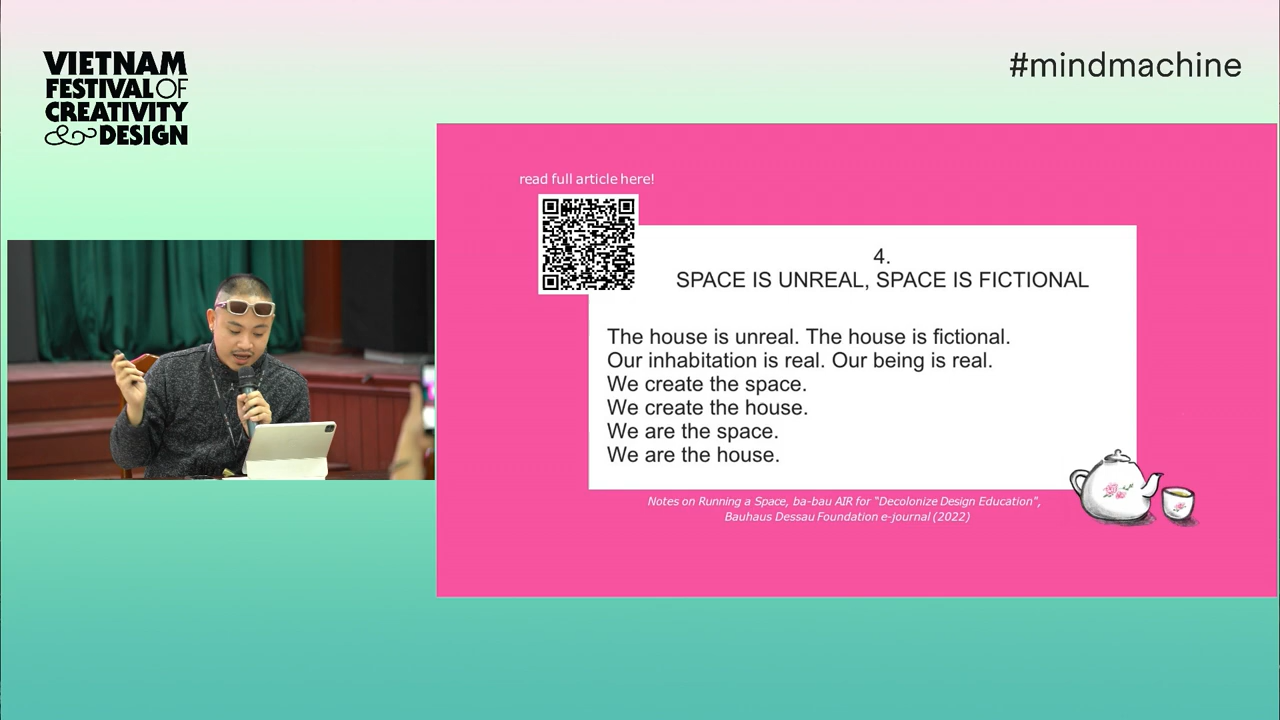 VIETNAM
FESTIVAL OF
CREATIVITY
& DESIGN
#mindmachine
read full article here!
4.
SPACE IS UNREAL, SPACE IS FICTIONAL
The house is unreal. The house is fictional.
Our inhabitation is real. Our being is real.
We create the space.
We create the house.
We are the space.
We are the house.
Notes on Running a Space, ba-bau AIR for "Decolonize Design Education",
Bauhaus Dessau Foundation e-journal (2022)